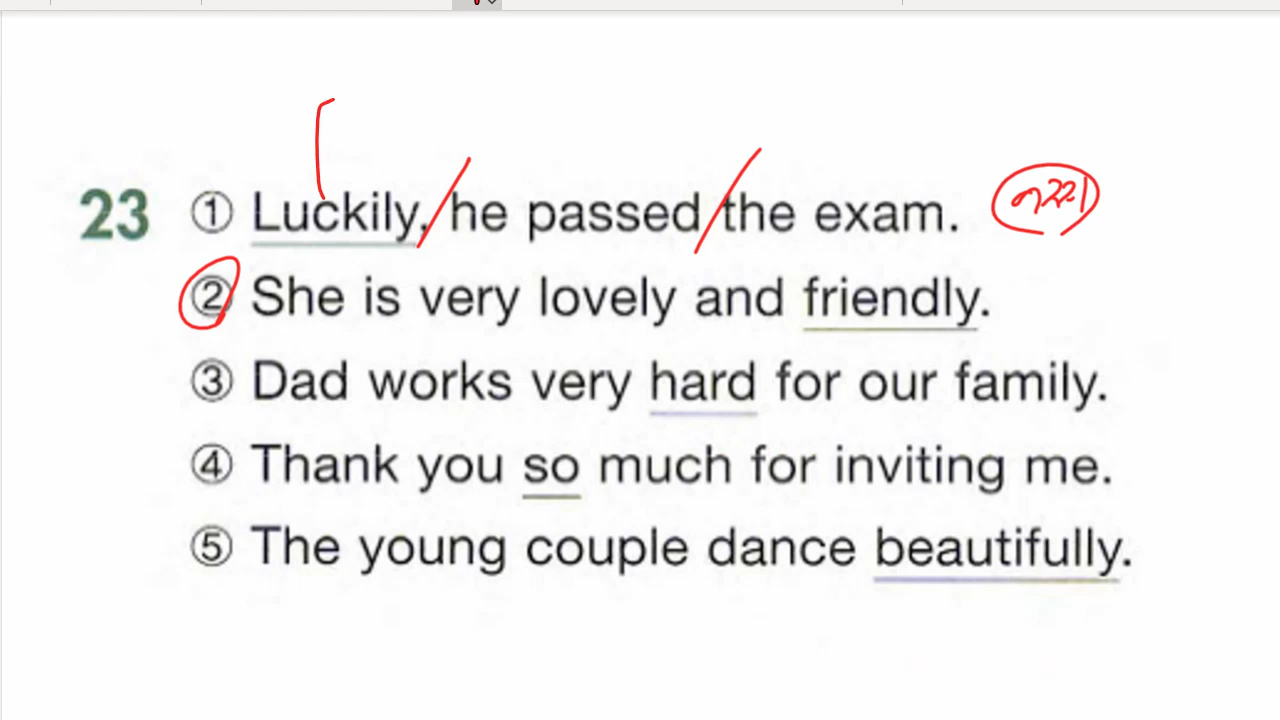 23 ① Luckily, he passed the exam.
② She is very lovely and friendly.
③ Dad works very hard for our family.
④ Thank you so much for inviting me.
⑤ The young couple dance beautifully.